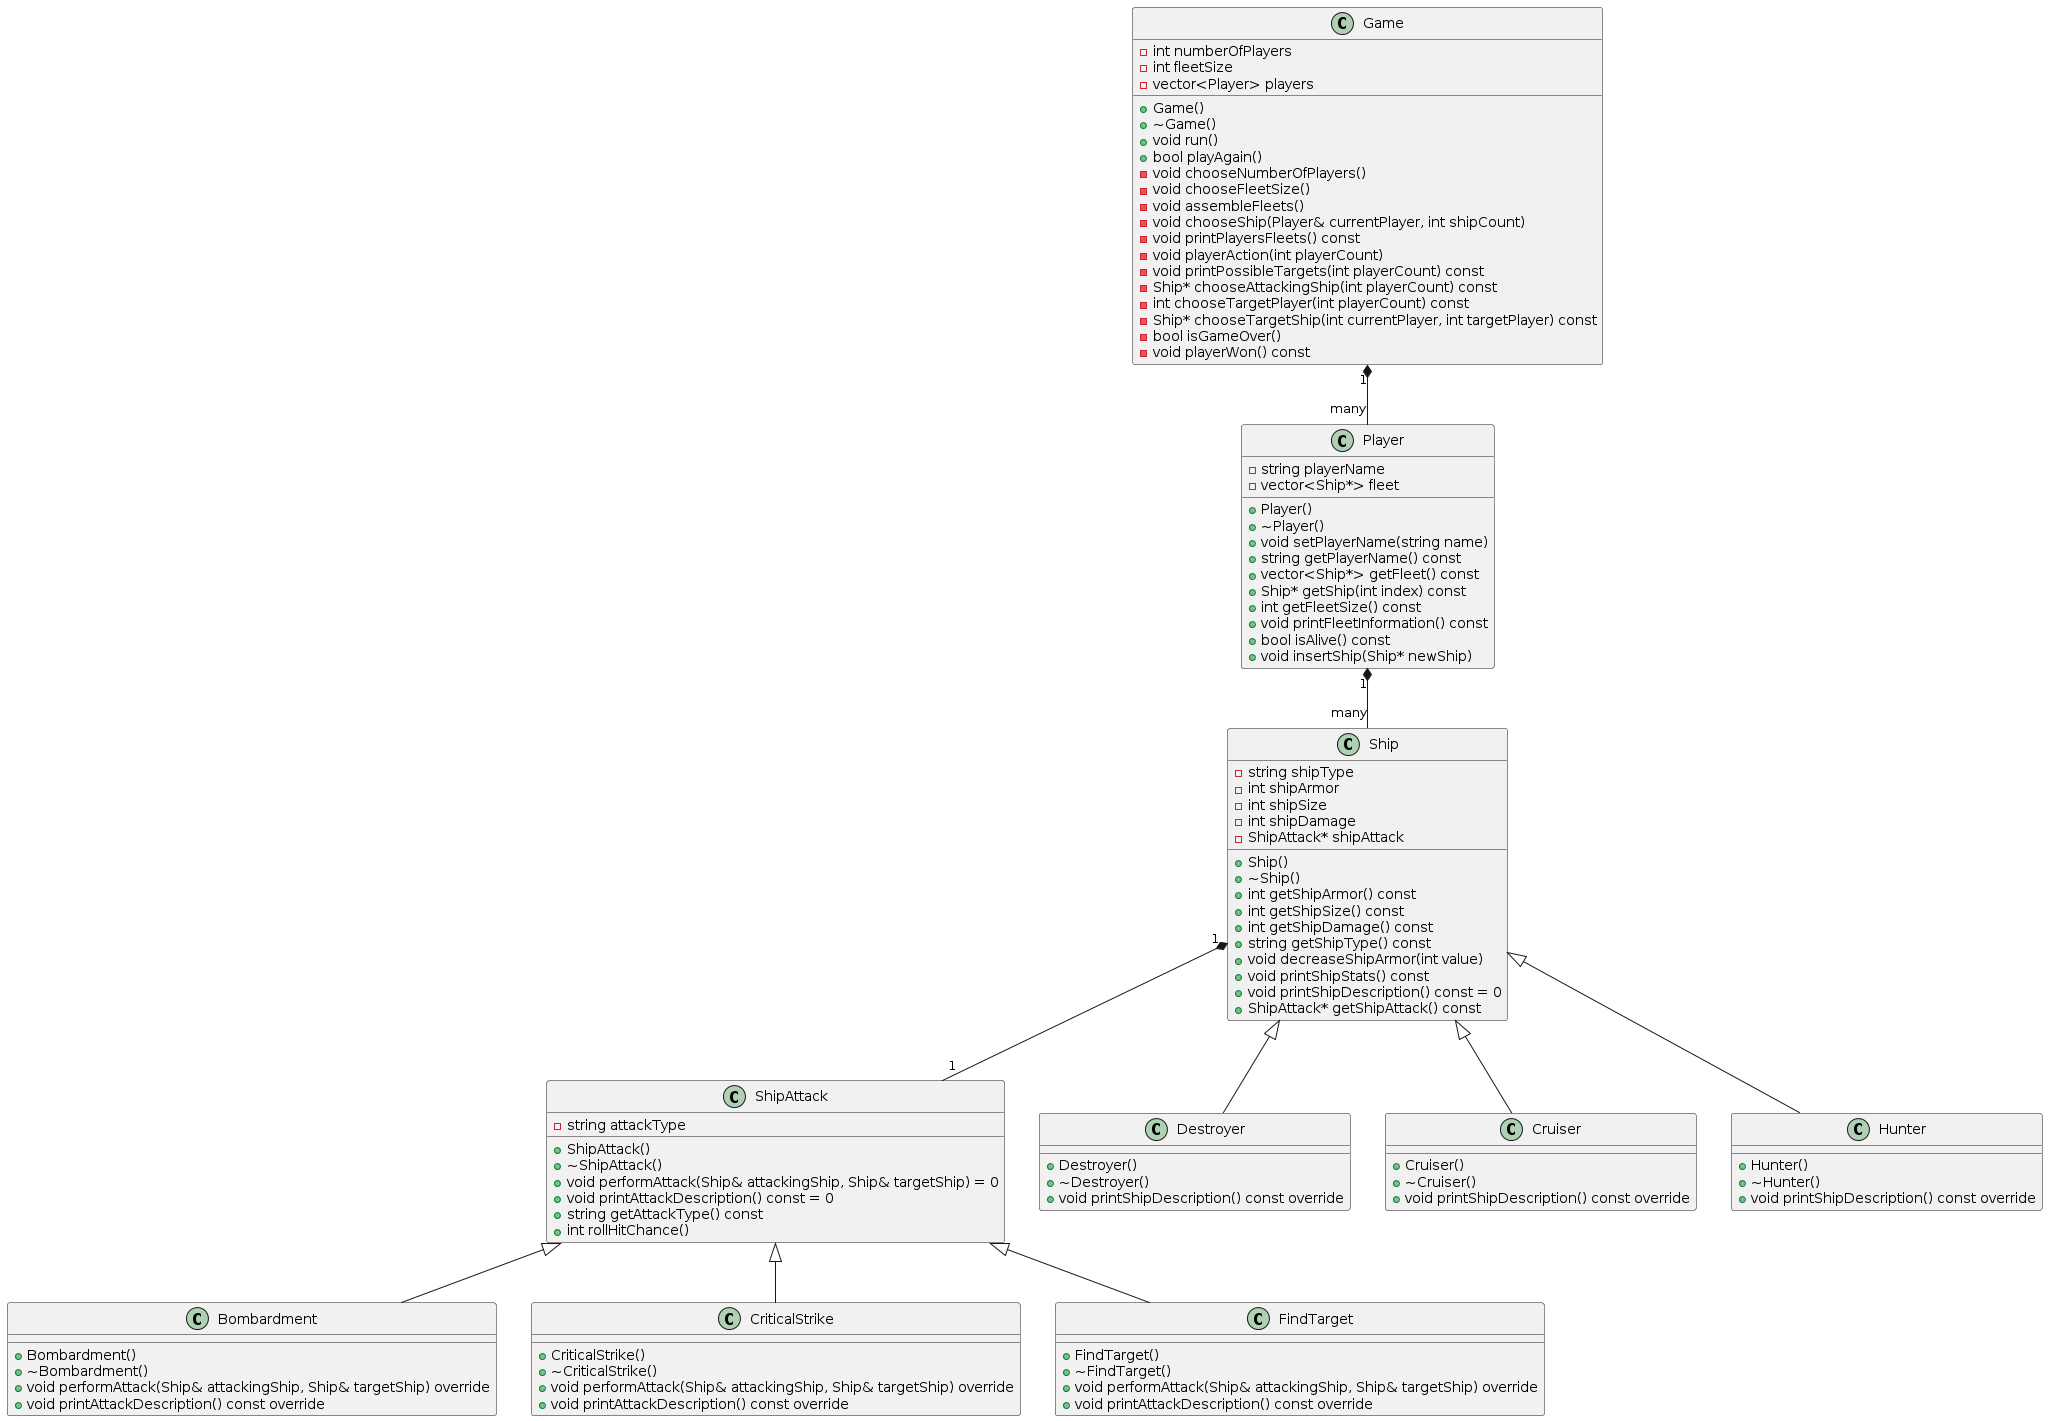 C Game
int numberOfPlayers
int fleetSize
vector<Player> players
Game()
~Game()
void run()
bool playAgain()
void chooseNumberOfPlayers()
void chooseFleetSize()
void assembleFleets()
void chooseShip(Player& currentPlayer, int shipCount)
void printPlayersFleets() const
void playerAction(int playerCount)
void printPossibleTargets(int playerCount) const
Ship* chooseAttackingShip(int playerCount) const
int chooseTargetPlayer(int playerCount) const
Ship* chooseTargetShip(int currentPlayer, int targetPlayer) const
bool isGameOver()
void playerWon() const
1
many
C Player
string playerName
vector<Ship*> fleet
Player()
~Player()
void setPlayerName(string name)
string getPlayerName() const
vector<Ship*> getFleet() const
Ship* getShip(int index) const
int getFleetSize() const
void printFleetInformation() const
bool isAlive() const
void insertShip(Ship* newShip)
1
many
C Ship
string shipType
int shipArmor
int shipSize
int shipDamage
ShipAttack* shipAttack
Ship()
~Ship()
int getShipArmor() const
int getShipSize() const
int getShipDamage() const
string getShipType() const
void decreaseShipArmor(int value)
void printShipStats() const
void printShipDescription() const = 0
ShipAttack* getShipAttack() const
1
1
C ShipAttack
string attackType
ShipAttack()
~ShipAttack()
void performAttack(Ship& attackingShip, Ship& targetShip) = 0
void printAttackDescription() const = 0
string getAttackType() const
int rollHitChance()
C Destroyer
Destroyer()
~Destroyer()
void printShipDescription() const override
C Cruiser
Cruiser()
~Cruiser()
void printShipDescription() const override
C Hunter
Hunter()
~Hunter()
void printShipDescription() const override
C Bombardment
Bombardment()
~Bombardment()
void performAttack(Ship& attackingShip, Ship& targetShip) override
void printAttackDescription() const override
C CriticalStrike
CriticalStrike()
~CriticalStrike()
void performAttack(Ship& attackingShip, Ship& targetShip) override
void printAttackDescription() const override
C FindTarget
FindTarget()
~FindTarget()
void performAttack(Ship& attackingShip, Ship& targetShip) override
void printAttackDescription() const override